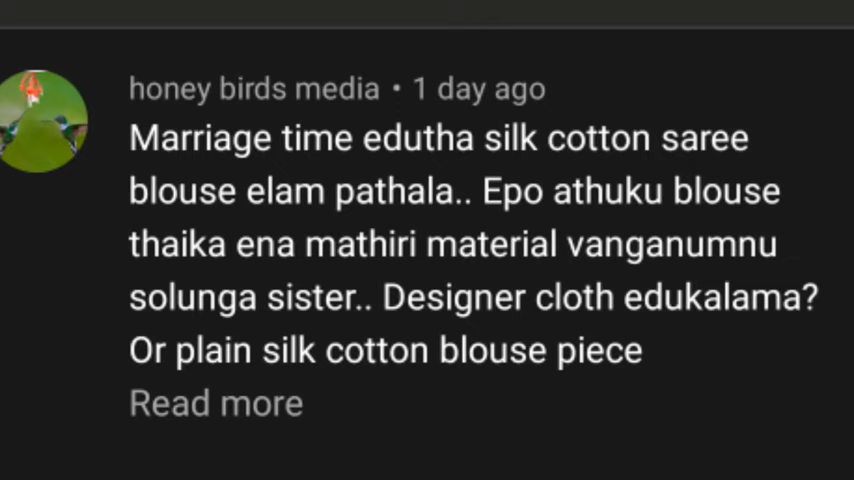 honey birds media • 1 day ago
Marriage time edutha silk cotton saree
blouse elam pathala.. Epo athuku blouse
thaika ena mathiri material vanganumnu
solunga sister.. Designer cloth edukalama?
Or plain silk cotton blouse piece
Read more